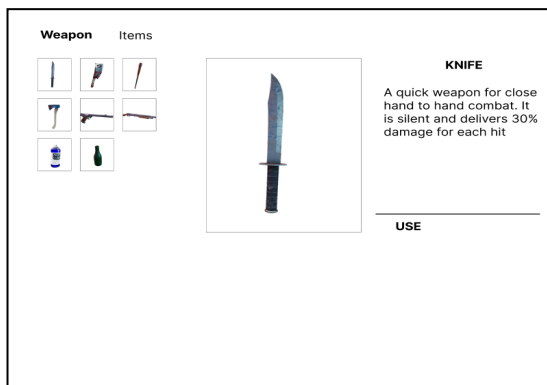 Weapon Items
KNIFE
A quick weapon for close
hand to hand combat. It
is silent and delivers 30%
damage for each hit
USE